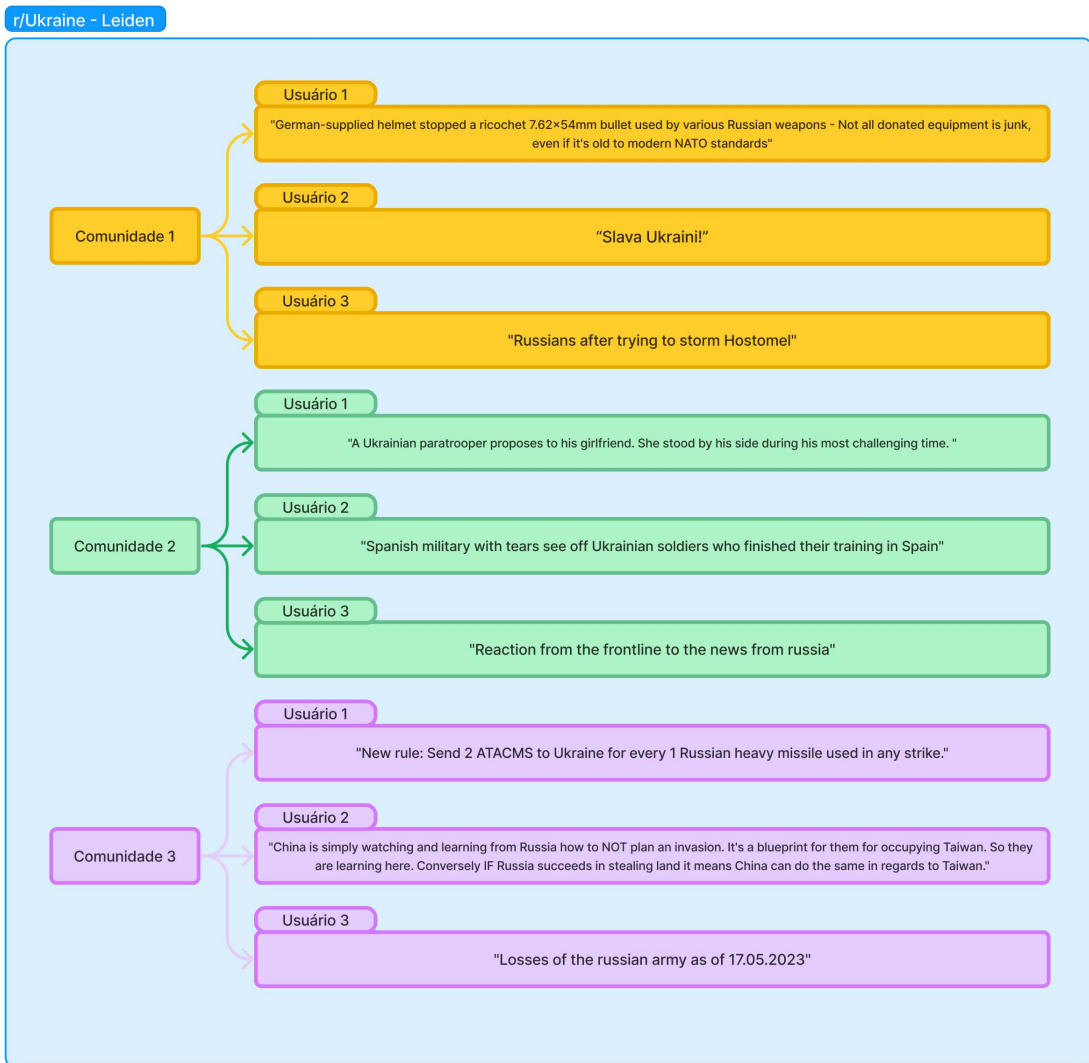 r/Ukraine - Leiden
Comunidade 1
Usuário 1
"German-supplied helmet stopped a ricochet 7.62×54mm bullet used by various Russian weapons - Not all donated equipment is junk,
even if it's old to modern NATO standards"
Usuário 2
“Slava Ukraini!”
Usuário 3
"Russians after trying to storm Hostomel"
Comunidade 2
Usuário 1
"A Ukrainian paratrooper proposes to his girlfriend. She stood by his side during his most challenging time. "
Usuário 2
"Spanish military with tears see off Ukrainian soldiers who finished their training in Spain"
Usuário 3
"Reaction from the frontline to the news from russia"
Comunidade 3
Usuário 1
"New rule: Send 2 ATACMS to Ukraine for every 1 Russian heavy missile used in any strike."
Usuário 2
"China is simply watching and learning from Russia how to NOT plan an invasion. It's a blueprint for them for occupying Taiwan. So they
are learning here. Conversely IF Russia succeeds in stealing land it means China can do the same in regards to Taiwan."
Usuário 3
"Losses of the russian army as of 17.05.2023"